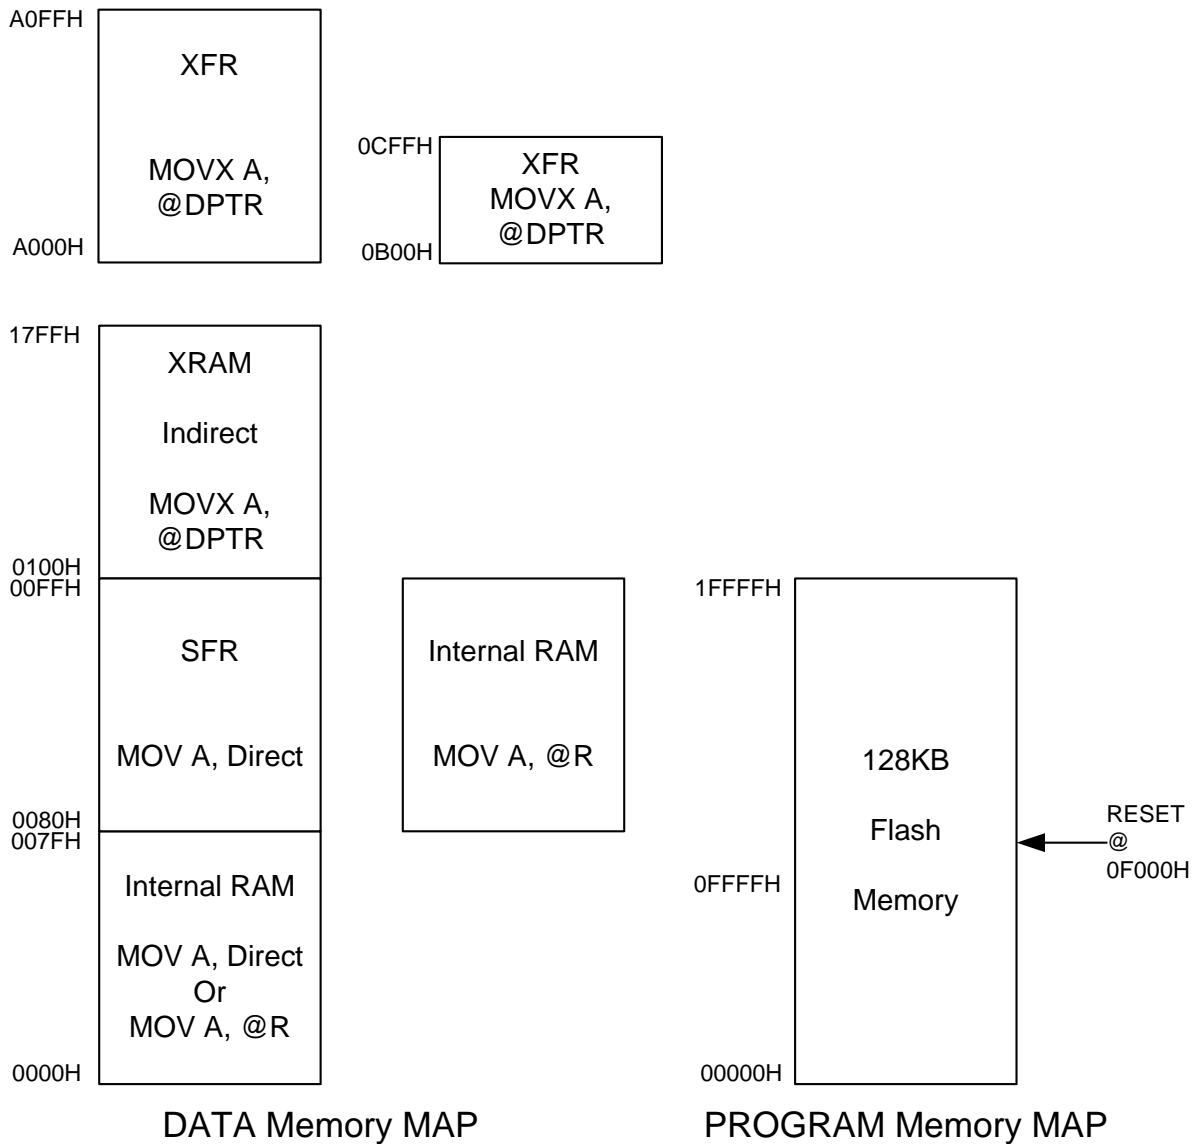 A0FFH
XFR
MOVX A,
@DPTR
A000H
0CFFH
XFR
MOVX A,
@DPTR
0B00H
17FFH
XRAM
Indirect
MOVX A,
@DPTR
0100H
00FFH
SFR
MOV A, Direct
0080H
Internal RAM
MOV A, @R
007FH
Internal RAM
MOV A, Direct
Or
MOV A, @R
0000H
1FFFFH
128KB
Flash
Memory
0FFFFH
00000H
RESET
@
0F000H
DATA Memory MAP
PROGRAM Memory MAP